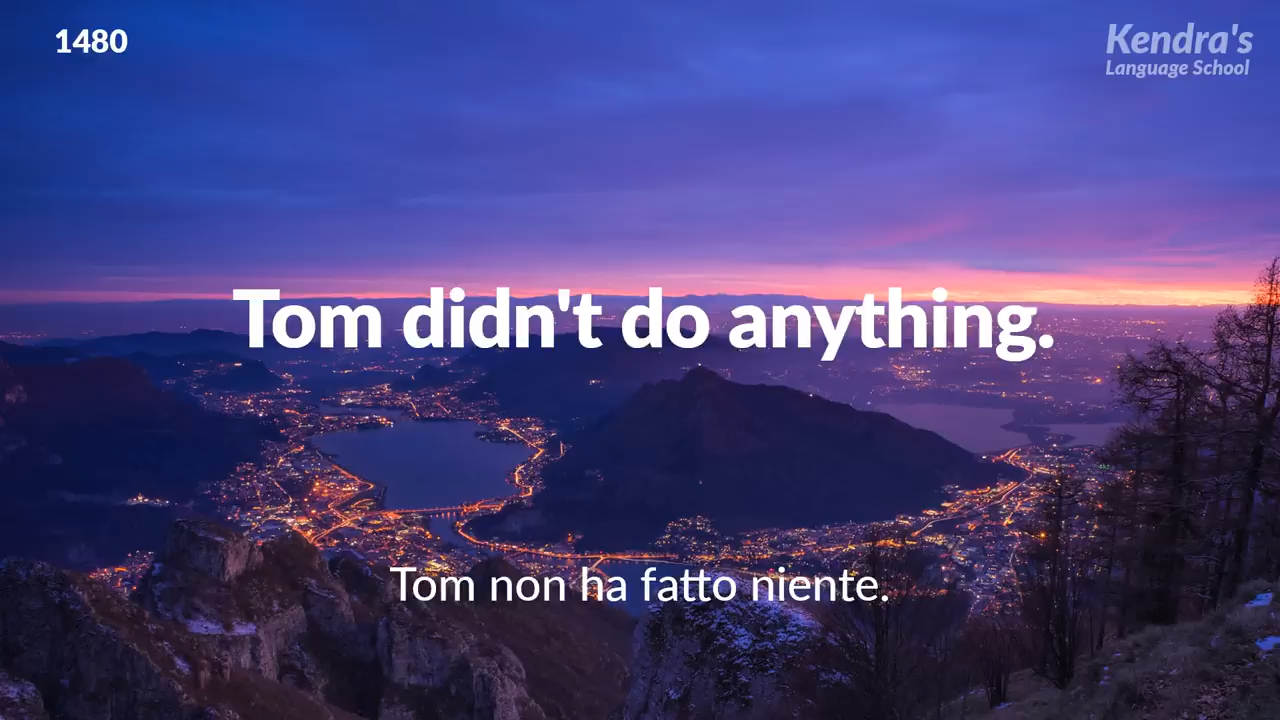 1480
Kendra's
Language School
Tom didn't do anything.
Tom non ha fatto niente.